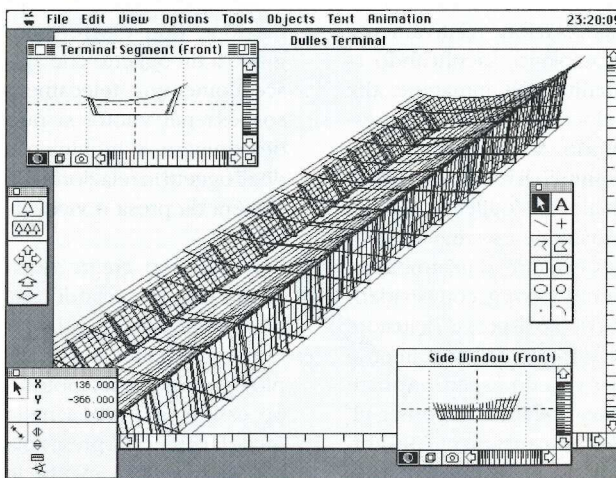 File Edit View Options Tools Objects Text Animation 23:20:09
Dulles Terminal
Terminal Segment (Front)
A
X 136.000
Y -366.000
Z 0.000
Side Window (Front)